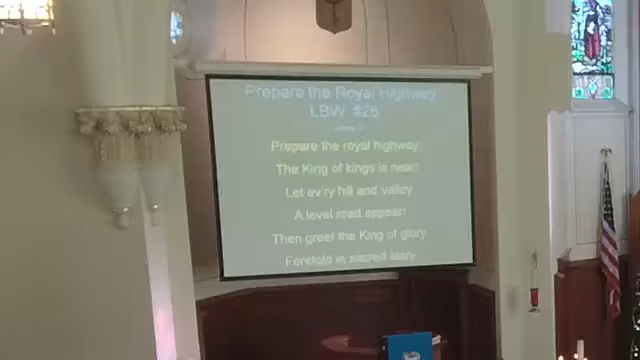 Prepare the Royal Highway
LBW #26
Prepare the royal highway;
The King of kings is near!
Let ev'ry hill and valley
A level road appear!
Then greet the King of glory
Foretold in sacred story.